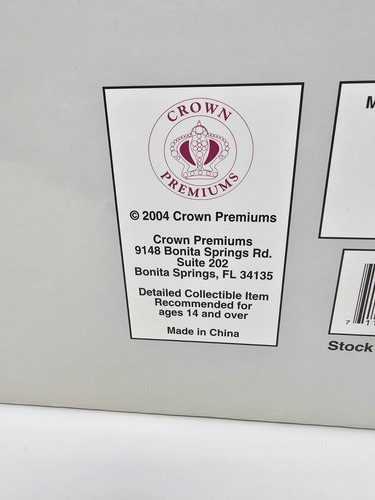 CROWN
PREMIUMS
© 2004 Crown Premiums
Crown Premiums
9148 Bonita Springs Rd.
Suite 202
Bonita Springs, FL 34135
Detailed Collectible Item
Recommended for
ages 14 and over
Made in China
M
7
Stock